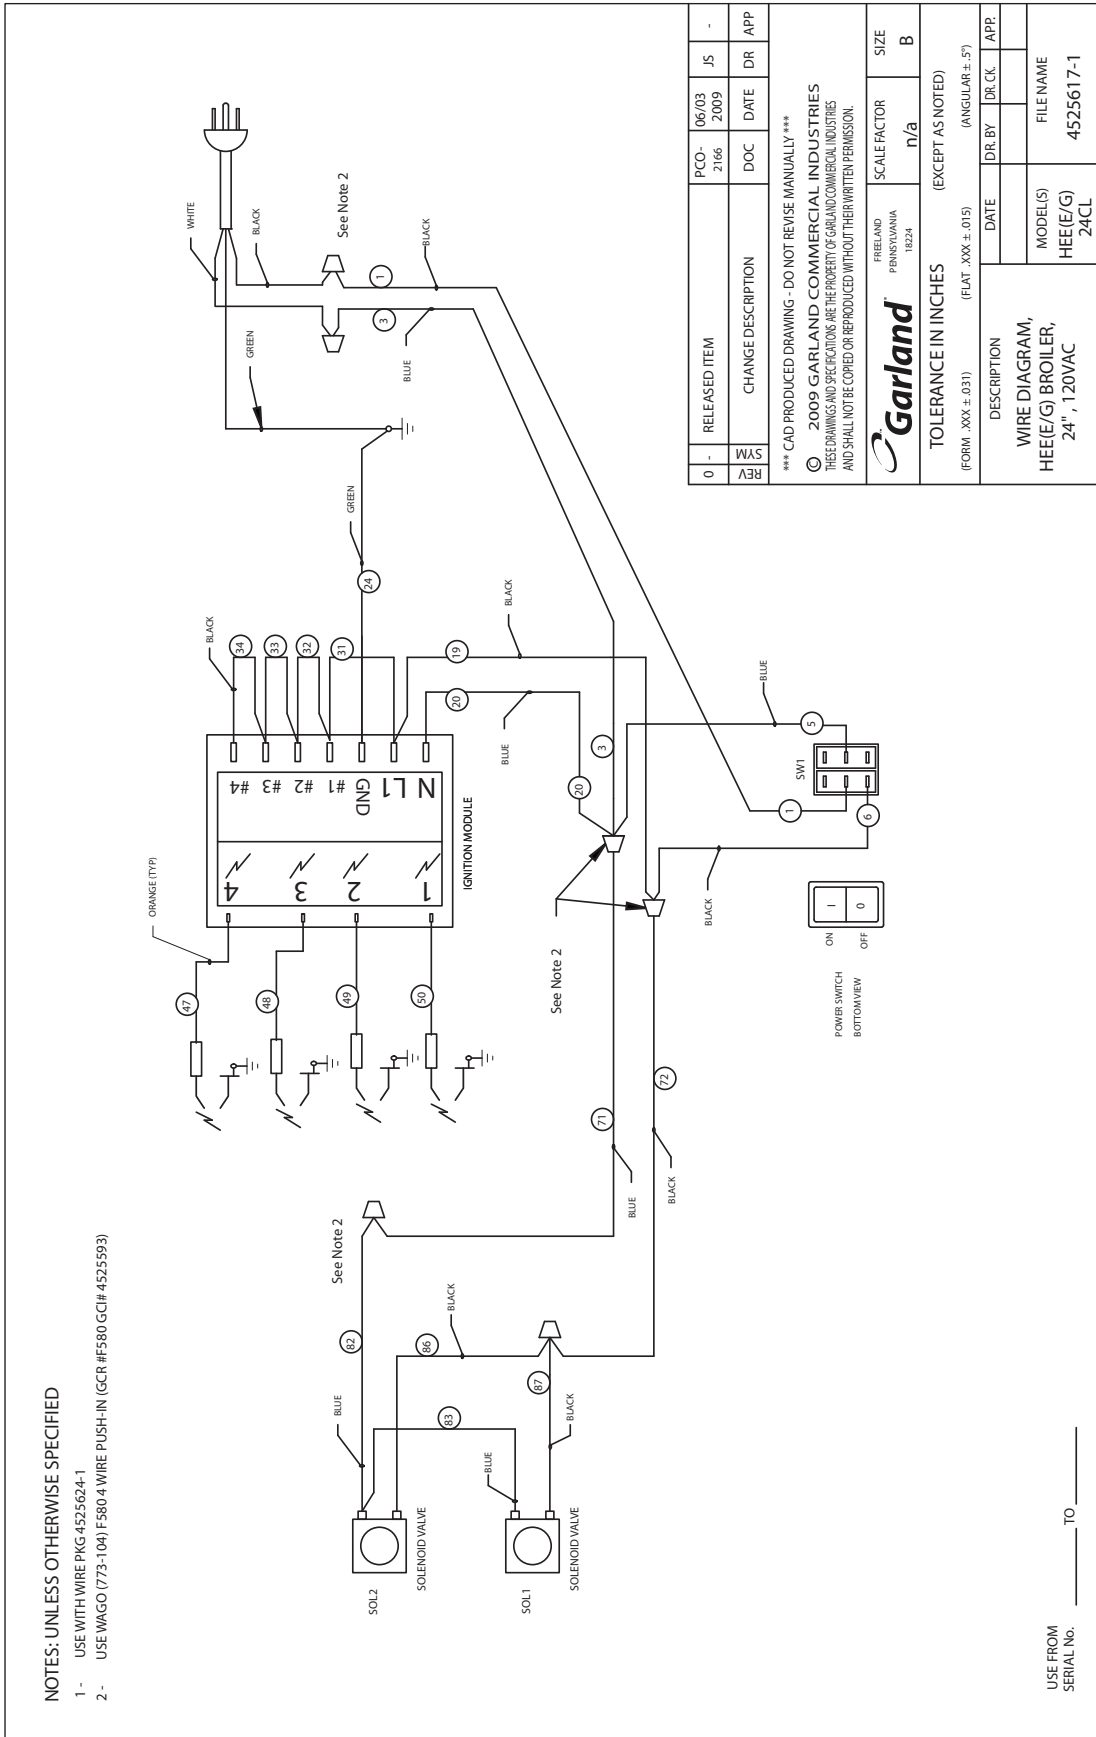 NOTES: UNLESS OTHERWISE SPECIFIED
1 - USE WITH WIRE PKG 4525624-1
2 - USE WAGO (773-104) F580 4 WIRE PUSH-IN (GCR #F580 GCI# 4525593)
ORANGE (TYP)
47
48
49
50
4
3
2
1
#4
#3
#2
#1
GND
L1
N
IGNITION MODULE
BLACK
34
33
32
31
24
GREEN
GREEN
WHITE
BLACK
See Note 2
1
BLACK
3
BLUE
19
BLACK
20
BLUE
20
3
See Note 2
BLUE
5
SW1
1
6
BLACK
ON
OFF
I
0
POWER SWITCH
BOTTOM VIEW
72
71
BLUE
BLACK
See Note 2
82
BLUE
86
BLACK
83
87
BLACK
BLUE
SOL2
SOLENOID VALVE
SOL1
SOLENOID VALVE
USE FROM
SERIAL No. TO
0 - RELEASED ITEM PCO-2166 06/03 2009 JS -
REV SYM CHANGE DESCRIPTION DOC DATE DR APP
*** CAD PRODUCED DRAWING - DO NOT REVISE MANUALLY ***
© 2009 GARLAND COMMERCIAL INDUSTRIES
THESE DRAWINGS AND SPECIFICATIONS ARE THE PROPERTY OF GARLAND COMMERCIAL INDUSTRIES
AND SHALL NOT BE COPIED OR REPRODUCED WITHOUT THEIR WRITTEN PERMISSION.
Garland
FREELAND
PENNSYLVANIA
18224
SCALE FACTOR
n/a
SIZE
B
TOLERANCE IN INCHES (EXCEPT AS NOTED)
(FORM .XXX ± .031) (FLAT .XXX ± .015) (ANGULAR ± .5°)
DESCRIPTION
WIRE DIAGRAM,
HEE(E/G) BROILER,
24", 120VAC
DATE DR. BY DR. CK. APP.
MODEL(S)
HEE(E/G)
24CL
FILE NAME
4525617-1